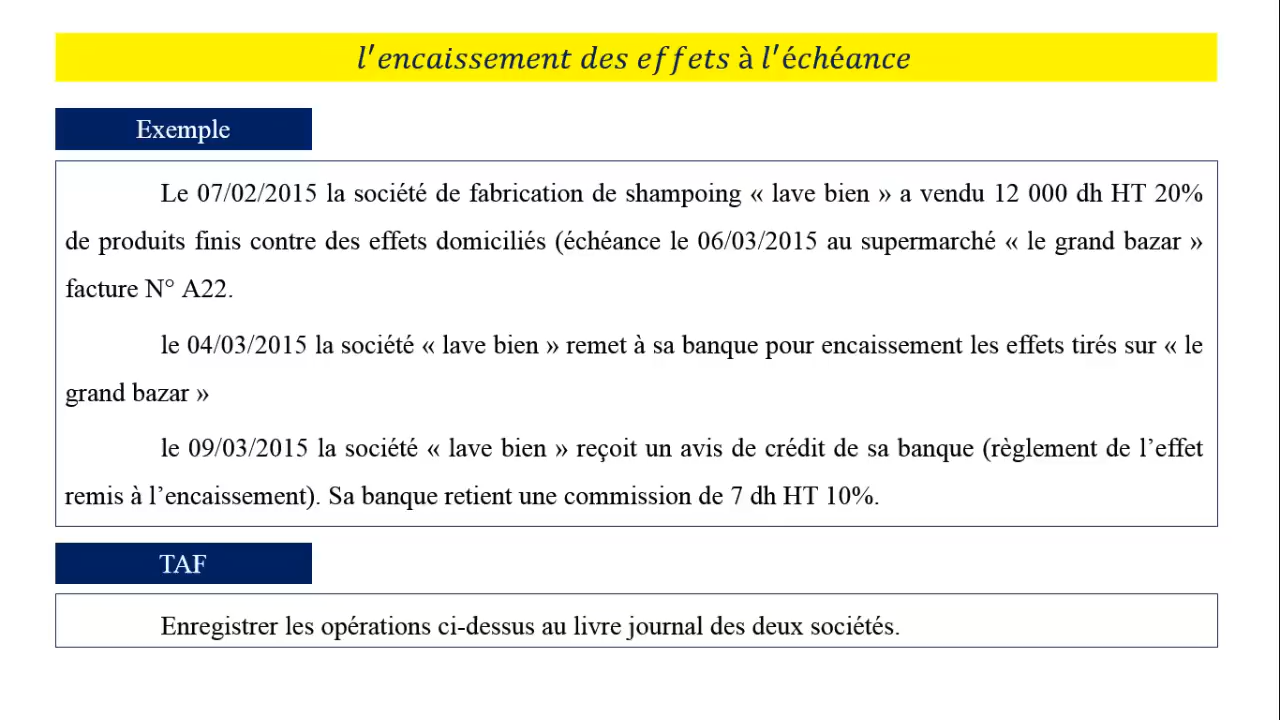 l'encaissement des effets à l'échéance
Exemple
Le 07/02/2015 la société de fabrication de shampoing « lave bien » a vendu 12 000 dh HT 20%
de produits finis contre des effets domiciliés (échéance le 06/03/2015 au supermarché « le grand bazar »
facture N° A22.
le 04/03/2015 la société « lave bien » remet à sa banque pour encaissement les effets tirés sur « le
grand bazar »
le 09/03/2015 la société « lave bien » reçoit un avis de crédit de sa banque (règlement de l’effet
remis à l’encaissement). Sa banque retient une commission de 7 dh HT 10%.
TAF
Enregistrer les opérations ci-dessus au livre journal des deux sociétés.